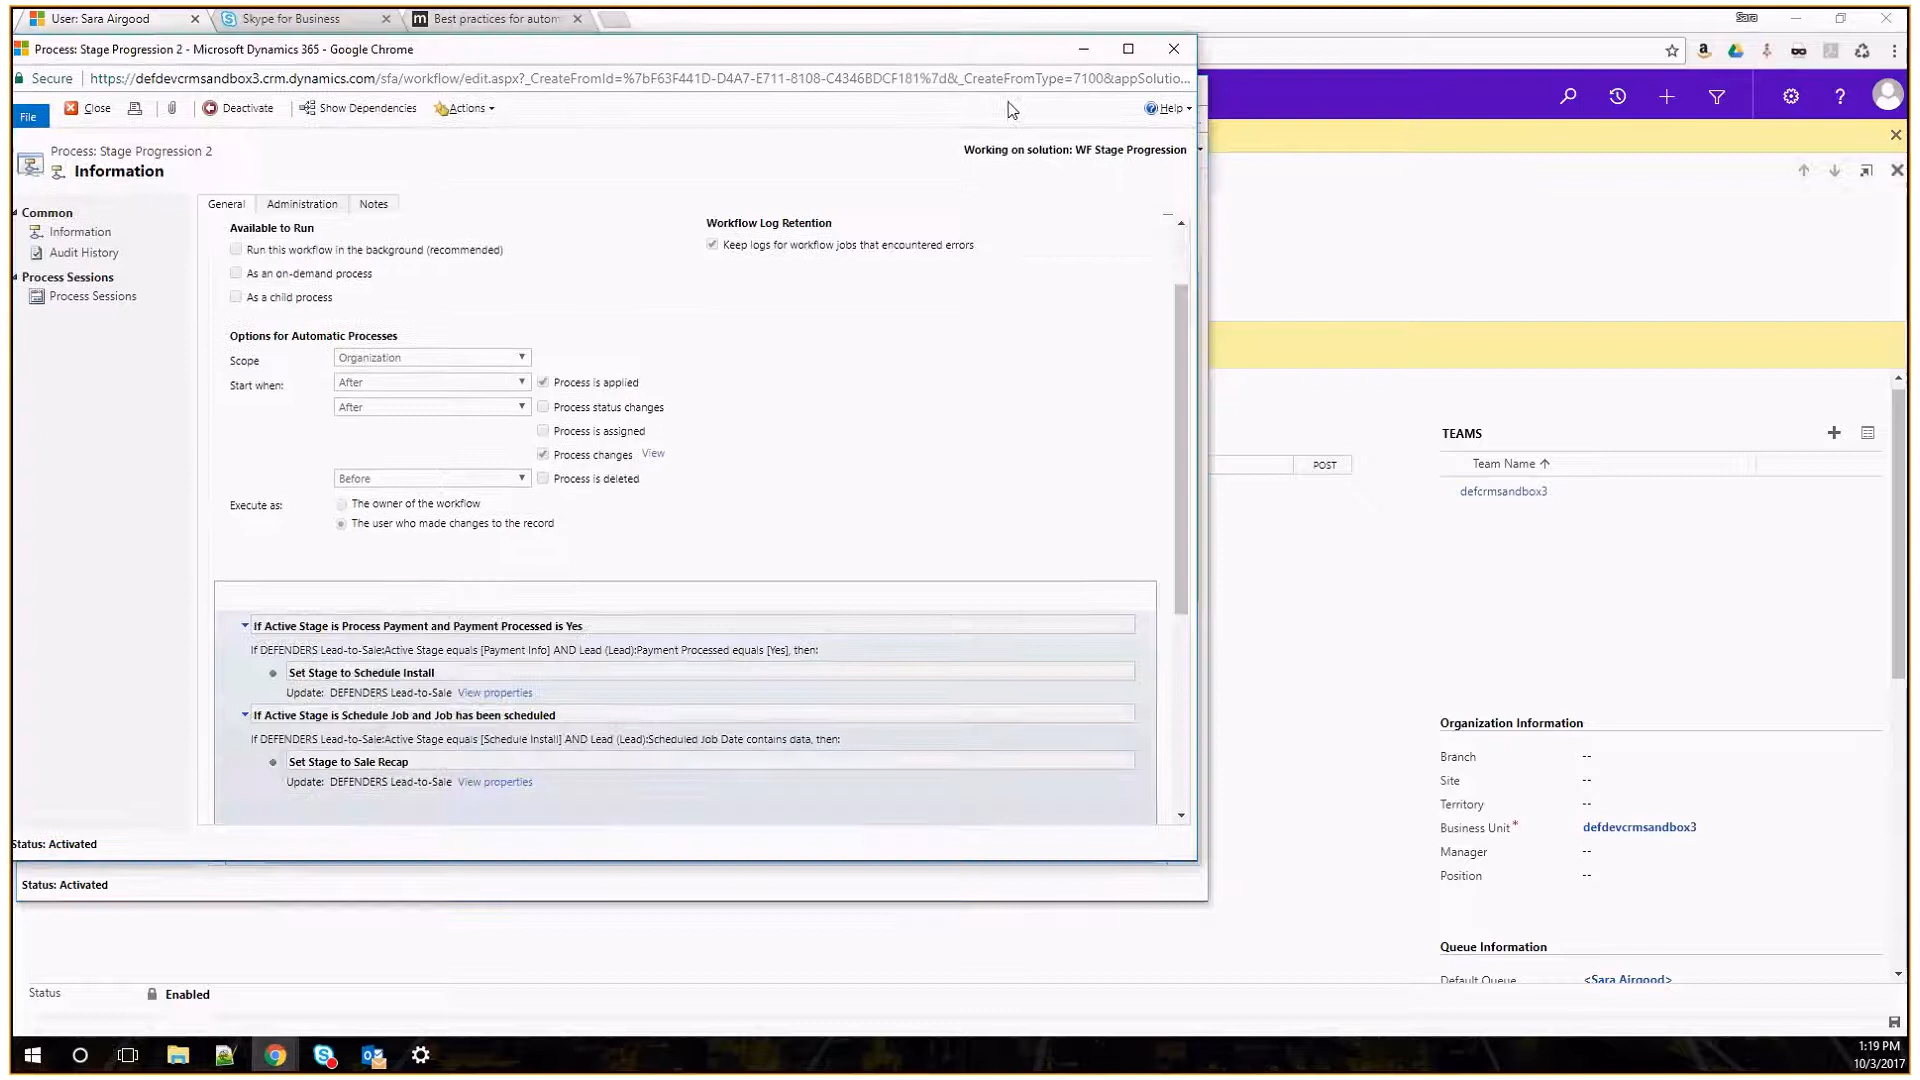 User: Sara Airgood
Skype for Business
Best practices for autom
Sara
Process: Stage Progression 2 - Microsoft Dynamics 365 - Google Chrome
Secure https://defdevcrmsandbox3.crm.dynamics.com/sfa/workflow/edit.aspx?_CreateFromId=%7bF63F441D-D4A7-E711-8108-C4346BDCF181%7d&_CreateFromType=7100&appSolutio...
File
Close
Deactivate
Show Dependencies
Actions
Help
Process: Stage Progression 2
Information
Working on solution: WF Stage Progression
Common
Information
Audit History
Process Sessions
Process Sessions
General
Administration
Notes
Available to Run
Run this workflow in the background (recommended)
As an on-demand process
As a child process
Workflow Log Retention
Keep logs for workflow jobs that encountered errors
Options for Automatic Processes
Scope Organization
Start when: After Process is applied
After Process status changes
Process is assigned
Process changes View
Before Process is deleted
Execute as: The owner of the workflow
The user who made changes to the record
If Active Stage is Process Payment and Payment Processed is Yes
If DEFENDERS Lead-to-Sale:Active Stage equals [Payment Info] AND Lead (Lead):Payment Processed equals [Yes], then:
Set Stage to Schedule Install
Update: DEFENDERS Lead-to-Sale View properties
If Active Stage is Schedule Job and Job has been scheduled
If DEFENDERS Lead-to-Sale:Active Stage equals [Schedule Install] AND Lead (Lead):Scheduled Job Date contains data, then:
Set Stage to Sale Recap
Update: DEFENDERS Lead-to-Sale View properties
Status: Activated
Status: Activated
POST
TEAMS
Team Name
defcrmsandbox3
Organization Information
Branch --
Site --
Territory --
Business Unit* defdevcrmsandbox3
Manager --
Position --
Queue Information
Default Queue <Sara Airgood>
Status Enabled
1:19 PM
10/3/2017